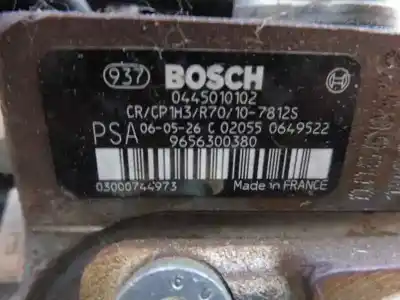 937 BOSCH
0445010102
CR/CP1H3/R70/10-7812S
PSA 06-05-26 C 02055 0649522
9656300380
03000744973 Made in FRANCE